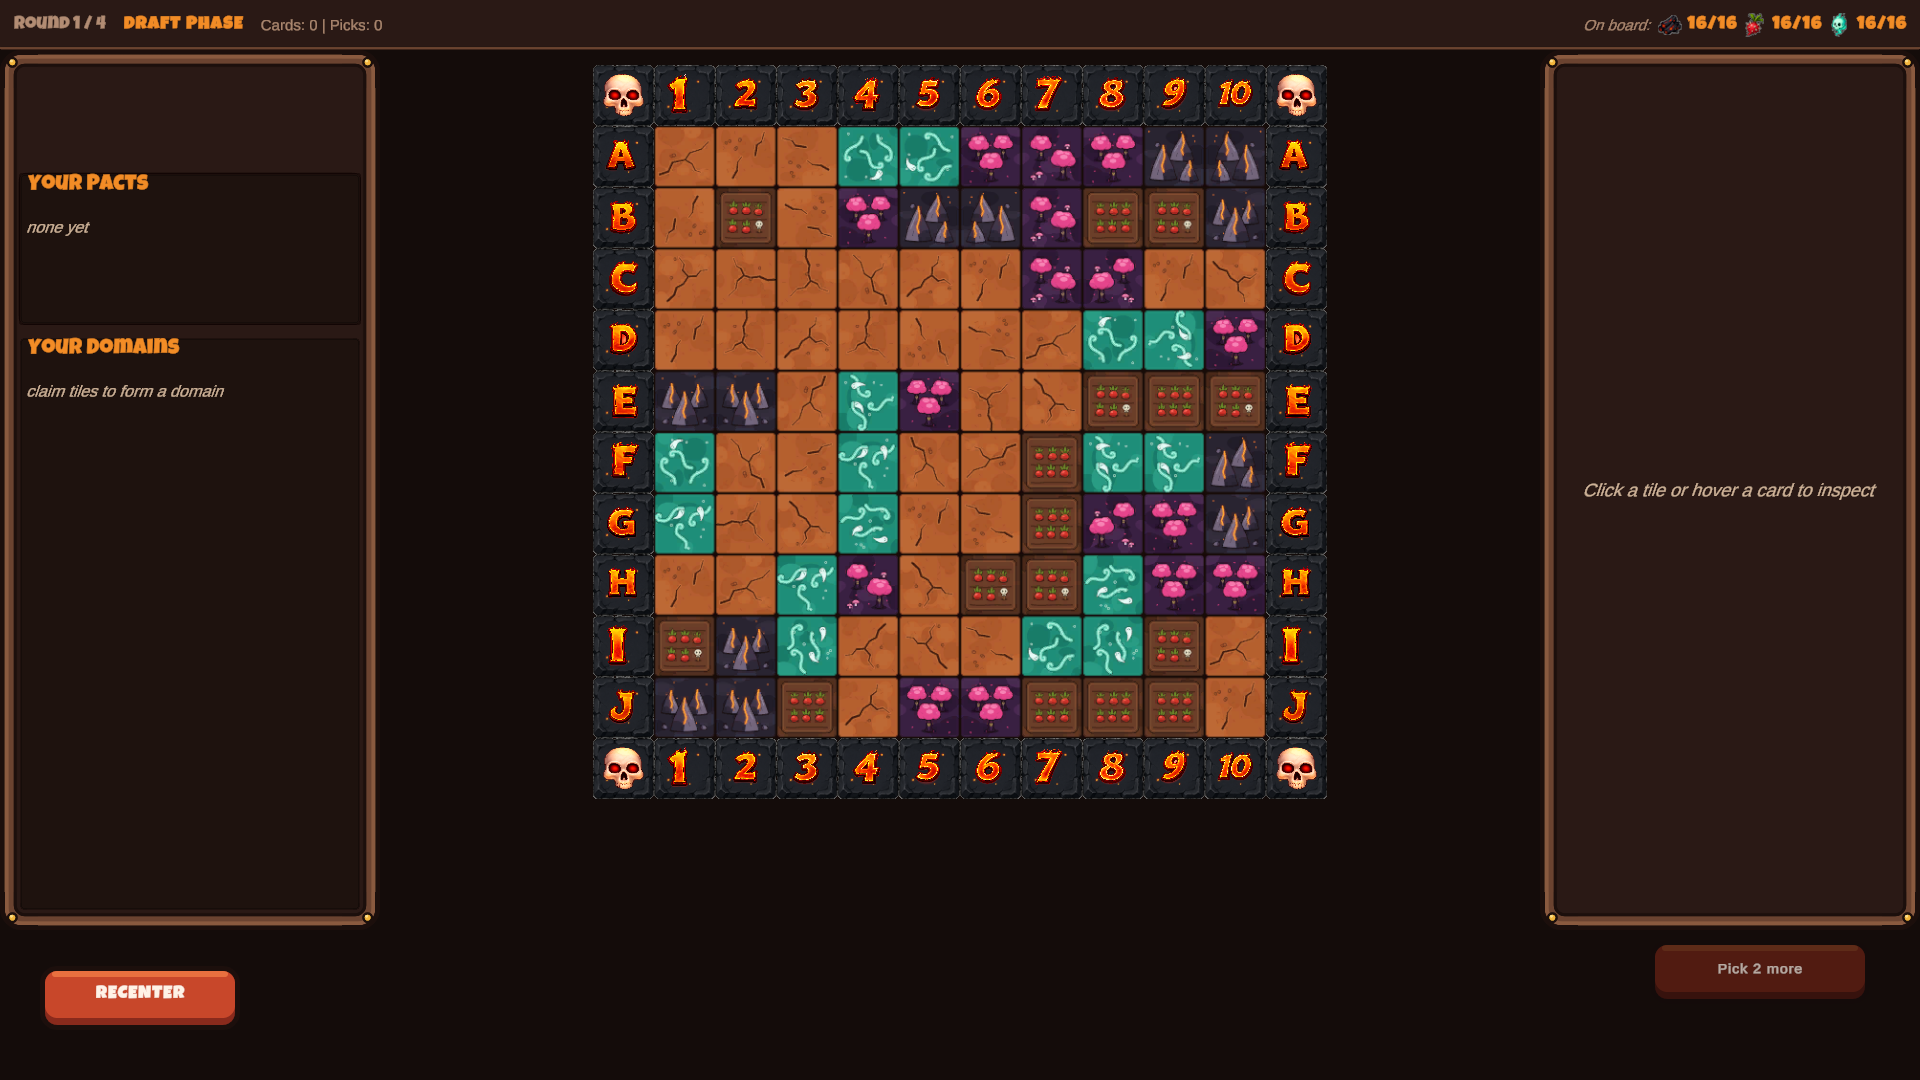 Round 1 / 4 DRAFT PHASE Cards: 0 | Picks: 0
On board: 16/16 16/16 16/16
YOUR PACTS
none yet
YOUR DOMAINS
claim tiles to form a domain
1 2 3 4 5 6 7 8 9 10
A A
B B
C C
D D
E E
F F
G G
H H
I I
J J
1 2 3 4 5 6 7 8 9 10
Click a tile or hover a card to inspect
RECENTER
Pick 2 more